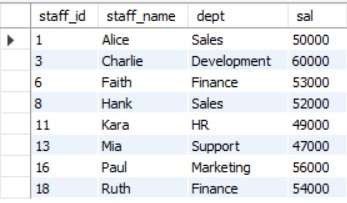 staff_id staff_name dept sal
1 Alice Sales 50000
3 Charlie Development 60000
6 Faith Finance 53000
8 Hank Sales 52000
11 Kara HR 49000
13 Mia Support 47000
16 Paul Marketing 56000
18 Ruth Finance 54000